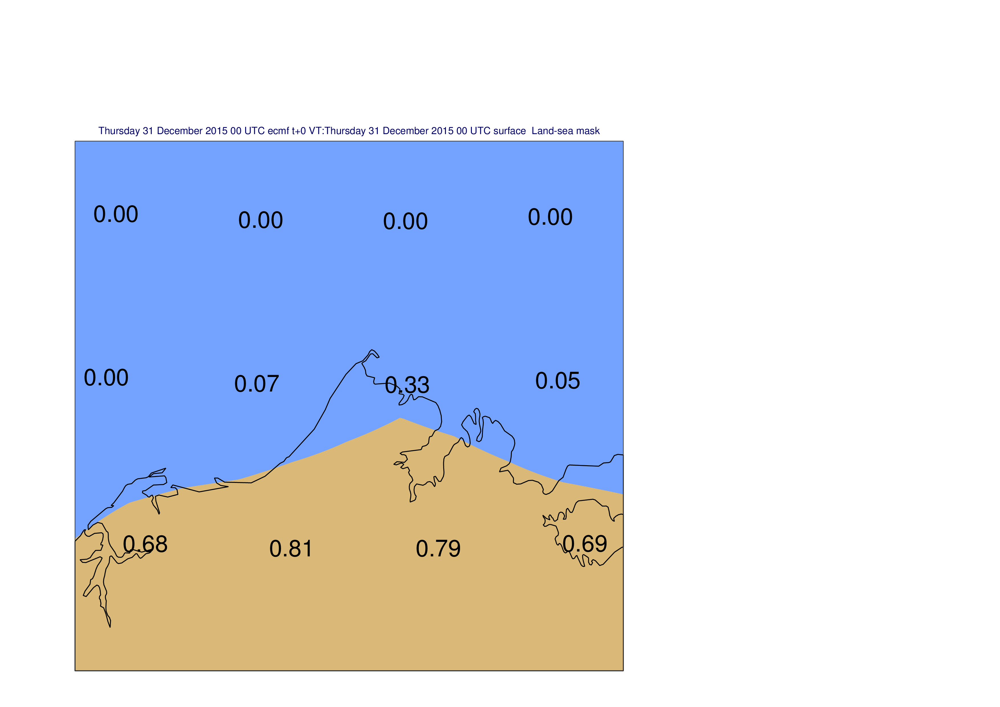 Thursday 31 December 2015 00 UTC ecmf t+0 VT:Thursday 31 December 2015 00 UTC surface  Land-sea mask
0.00 0.00 0.00 0.00
0.00 0.07 0.33 0.05
0.68 0.81 0.79 0.69